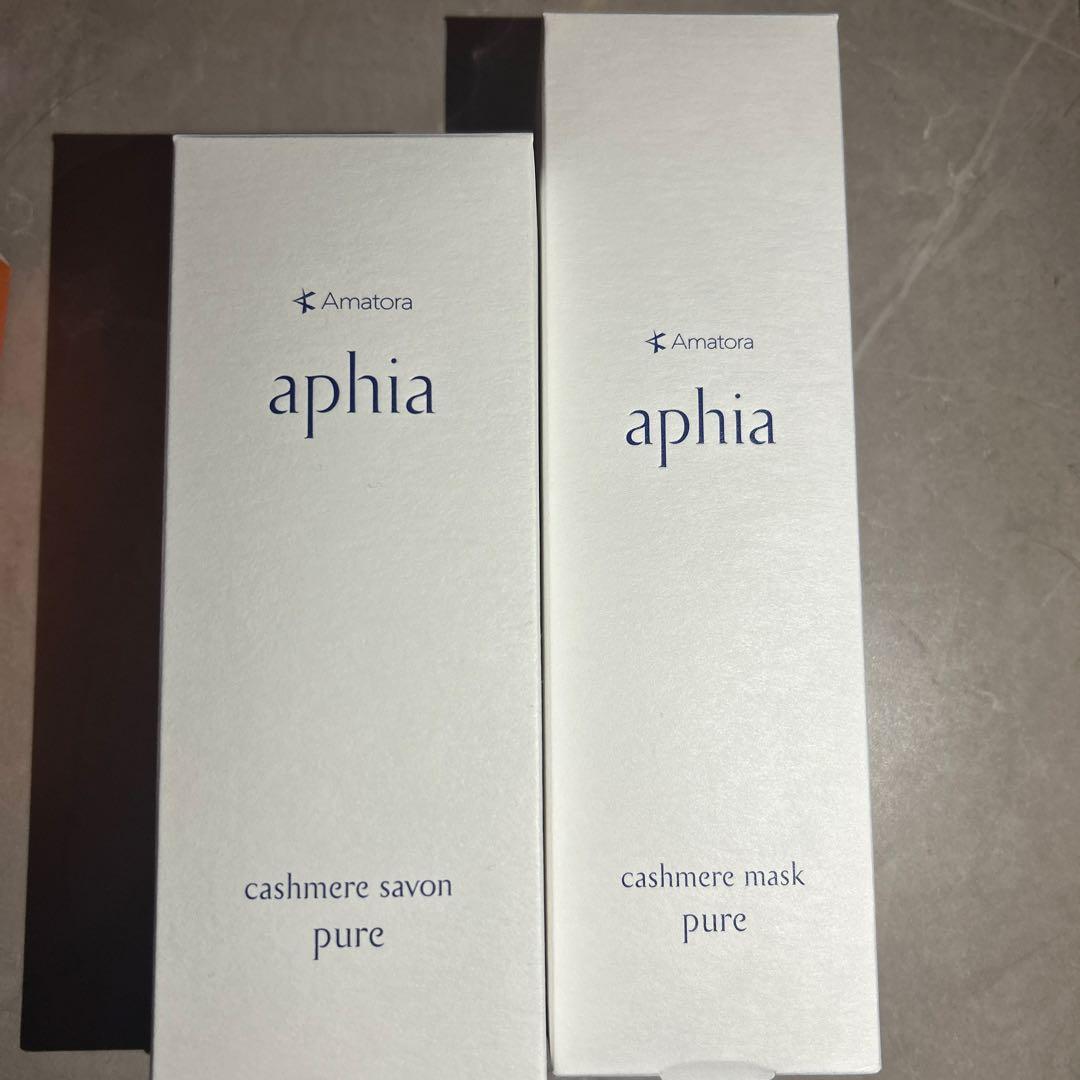 Amatora
aphia
cashmere savon
pure
Amatora
aphia
cashmere mask
pure